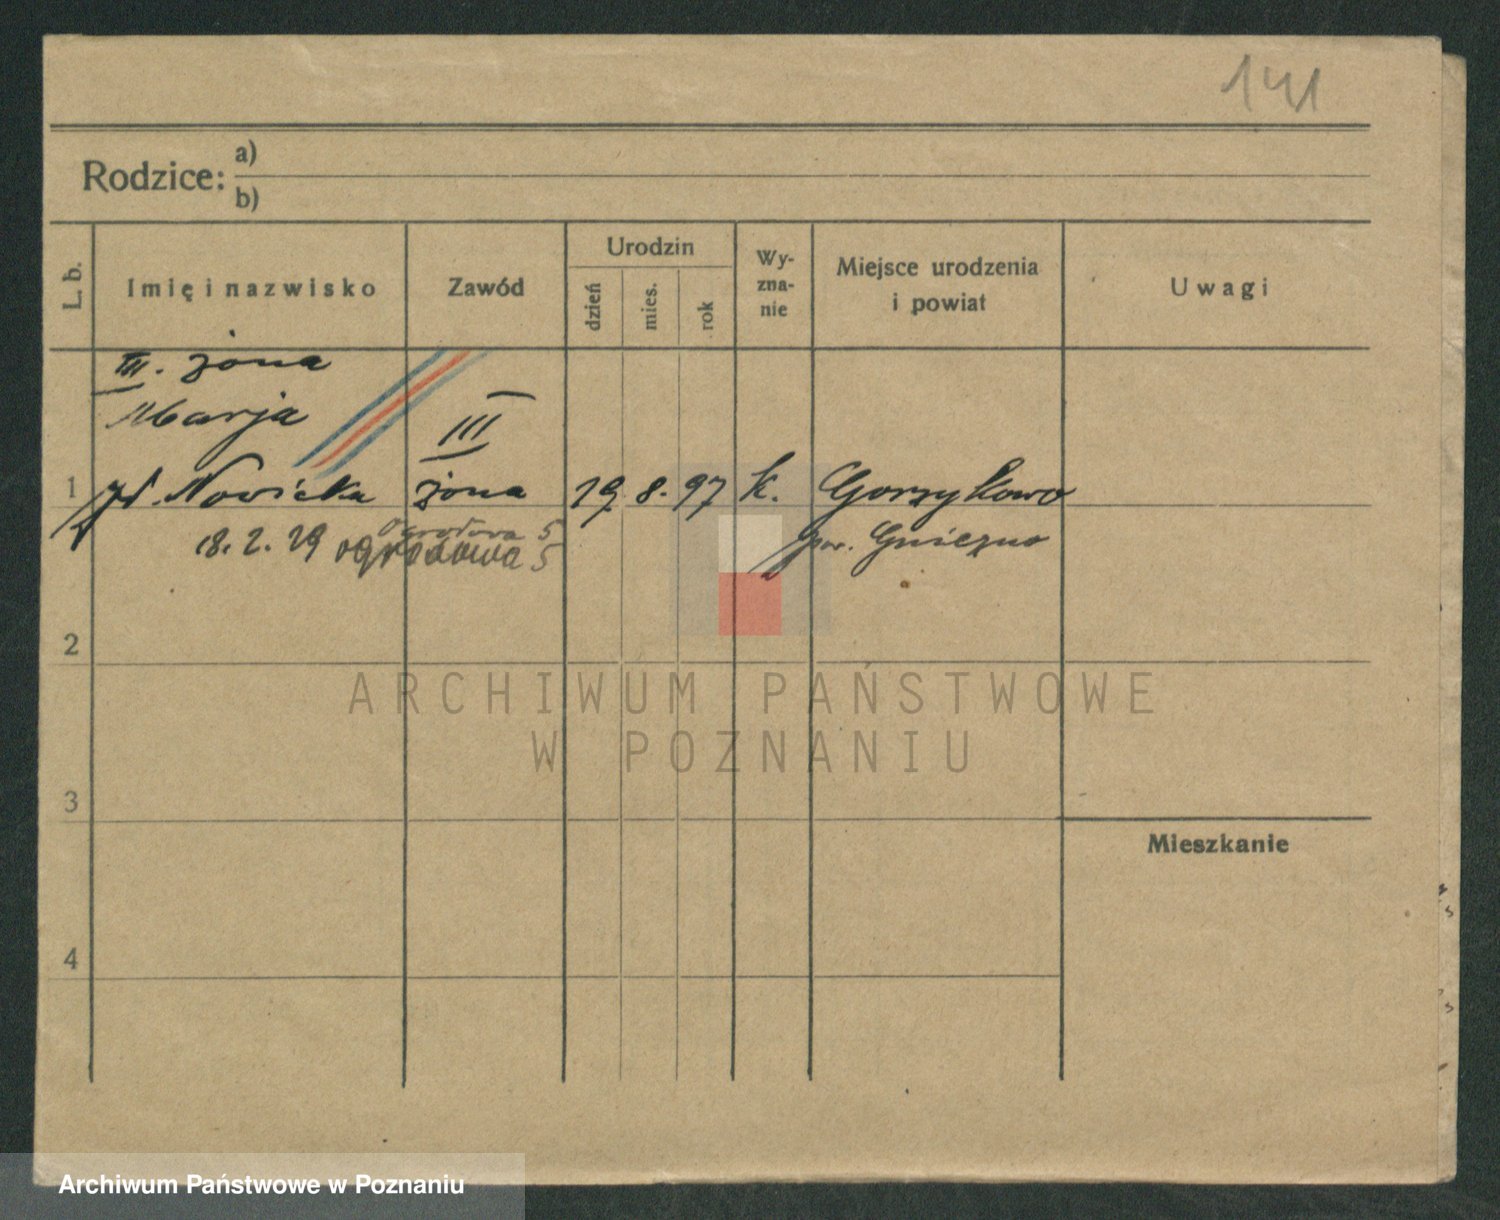 141
Rodzice:
a)
b)
L. b.
Imię i nazwisko
Zawód
Urodzin
dzień
mies.
rok
Wy-
zna-
nie
Miejsce urodzenia
i powiat
Uwagi
III. żona
Marja
III
1 Nowicka żona 19. 8. 97 k. Gorzykowo
pow. Gniezno
18. 2. 29 Ogrodowa 5
ogrodowa 5
2
ARCHIWUM PAŃSTWOWE
W POZNANIU
3
Mieszkanie
4
Archiwum Państwowe w Poznaniu